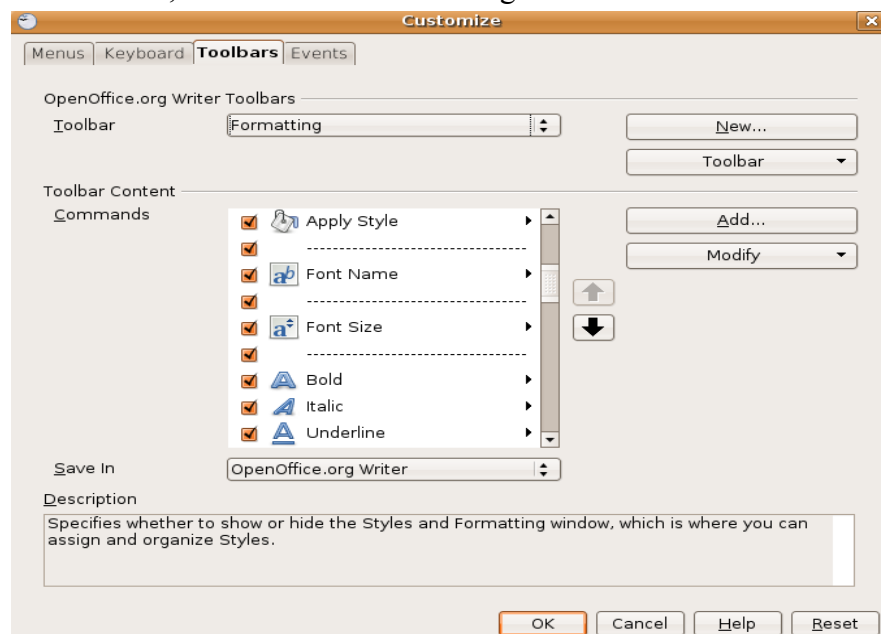 Customize
Menus Keyboard Toolbars Events
OpenOffice.org Writer Toolbars
Toolbar Formatting New...
Toolbar
Toolbar Content
Commands Apply Style Add...
Modify
Font Name
Font Size
Bold
Italic
Underline
Save In OpenOffice.org Writer
Description
Specifies whether to show or hide the Styles and Formatting window, which is where you can
assign and organize Styles.
OK Cancel Help Reset